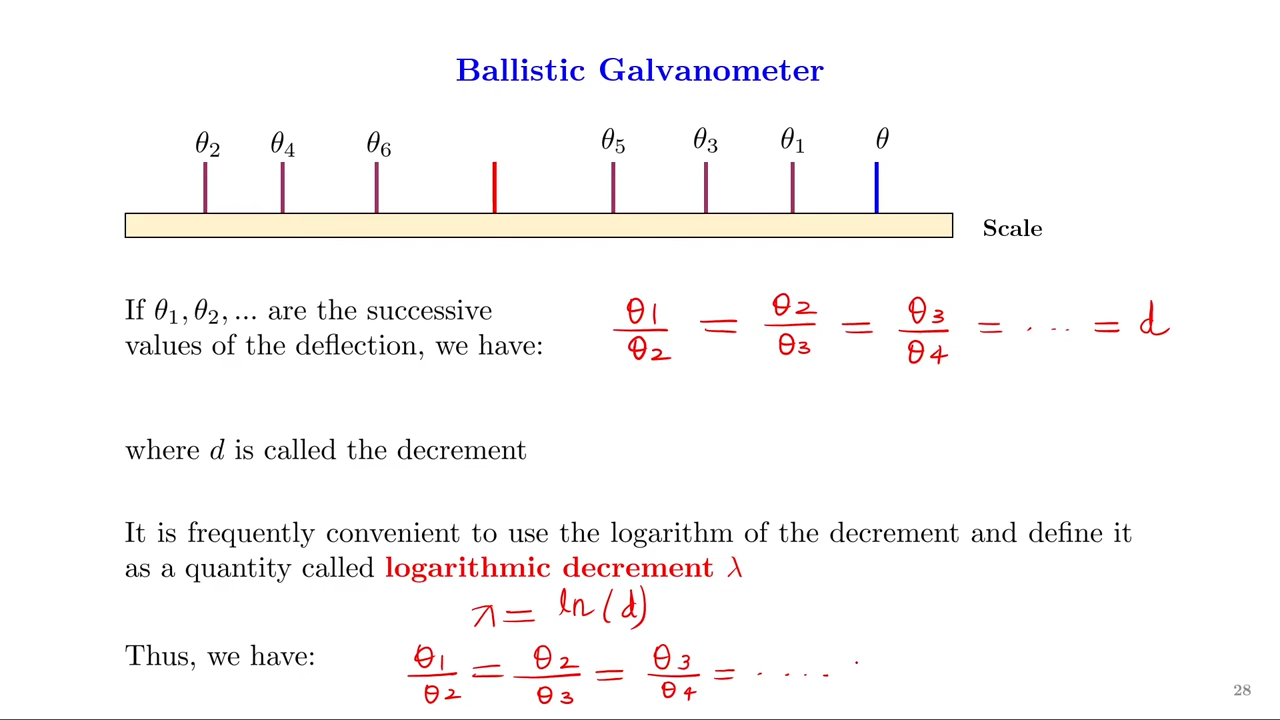 Ballistic Galvanometer
θ₂ θ₄ θ₆ θ₅ θ₃ θ₁ θ
Scale
If θ₁, θ₂, ... are the successive
values of the deflection, we have:
θ1/θ2 = θ2/θ3 = θ3/θ4 = ... = d
where d is called the decrement
It is frequently convenient to use the logarithm of the decrement and define it
as a quantity called logarithmic decrement λ
λ = ln(d)
Thus, we have:
θ1/θ2 = θ2/θ3 = θ3/θ4 = .....
28